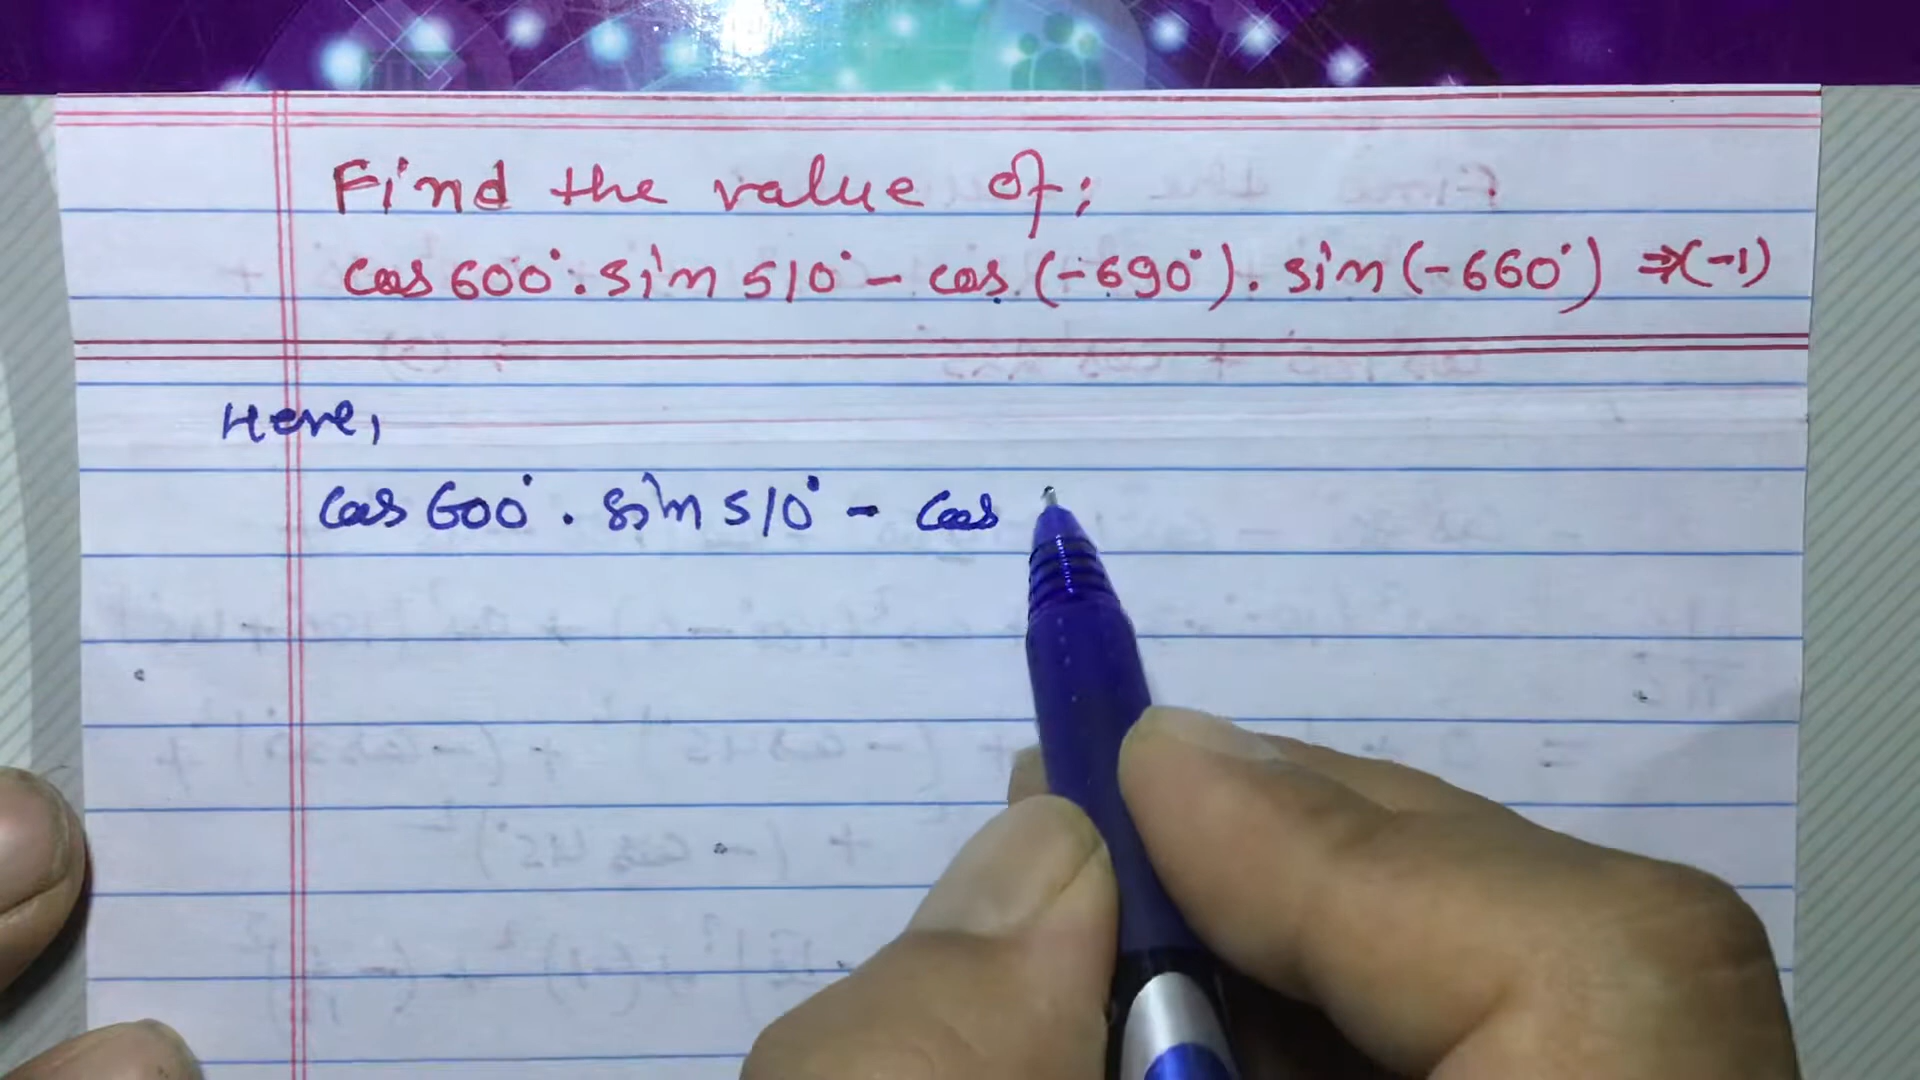 Find the value of:
cos 600° . sin 510° - cos (-690°) . sin (-660°) ⇒ (-1)
Here,
cos 600° . sin 510° - cos